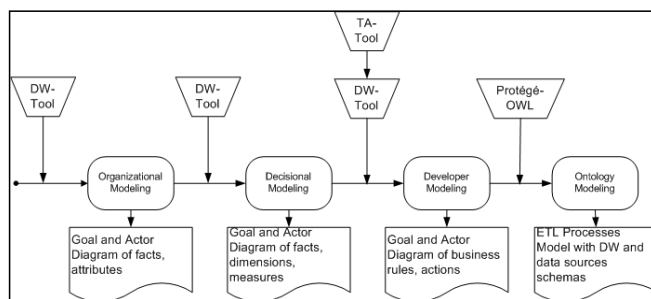 TA-
Tool
DW-
Tool
DW-
Tool
DW-
Tool
Protégé-
OWL
Organizational
Modeling
Decisional
Modeling
Developer
Modeling
Ontology
Modeling
Goal and Actor
Diagram of facts,
attributes
Goal and Actor
Diagram of facts,
dimensions,
measures
Goal and Actor
Diagram of business
rules, actions
ETL Processes
Model with DW and
data sources
schemas